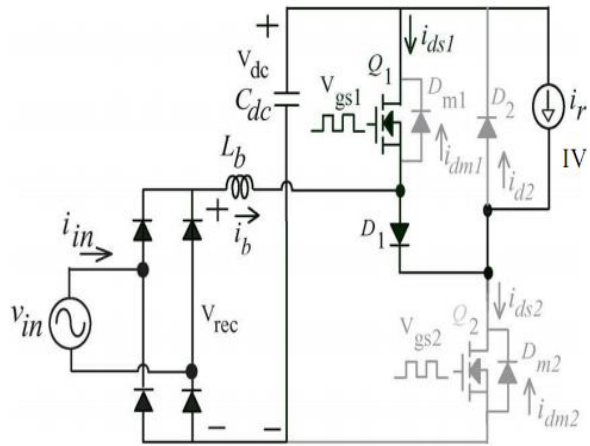 +
V_dc
C_dc
i_ds1
Q_1
V_gs1
D_m1
i_dm1
D_2
i_d2
i_r
IV
L_b
+
i_b
D_1
i_in
v_in
V_rec
− −
i_ds2
Q_2
V_gs2
D_m2
i_dm2